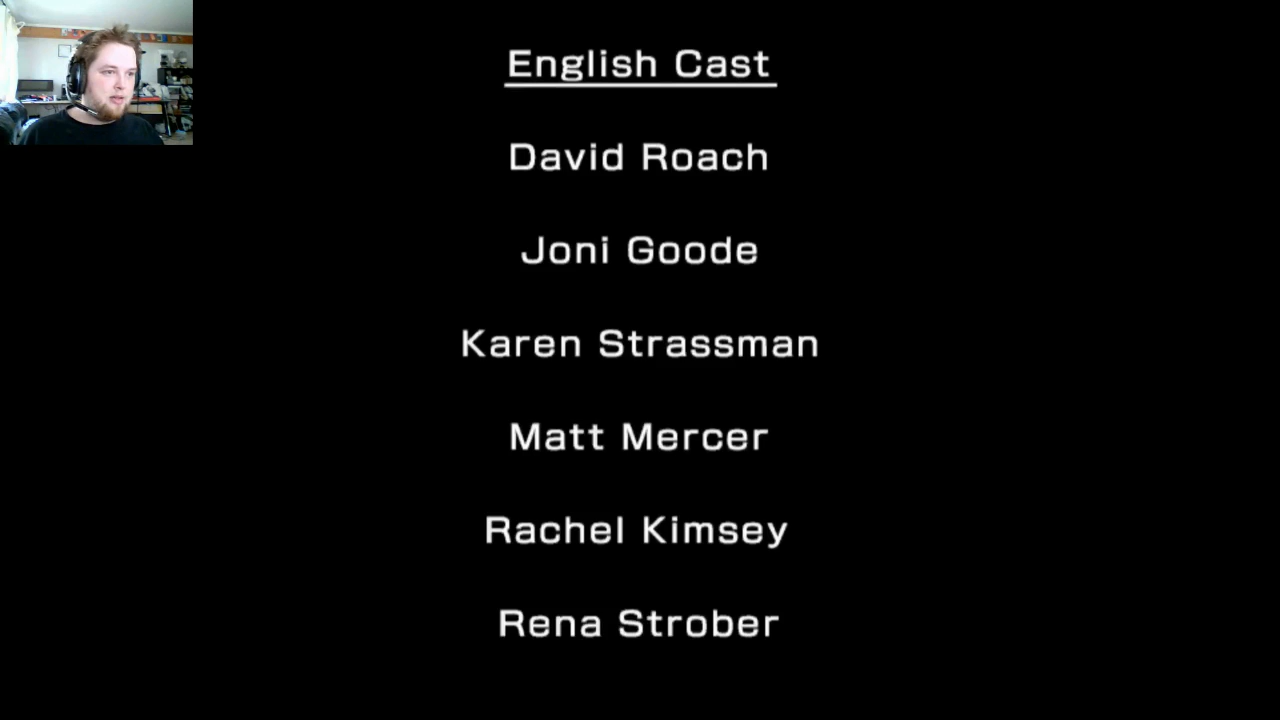 English Cast
David Roach
Joni Goode
Karen Strassman
Matt Mercer
Rachel Kimsey
Rena Strober